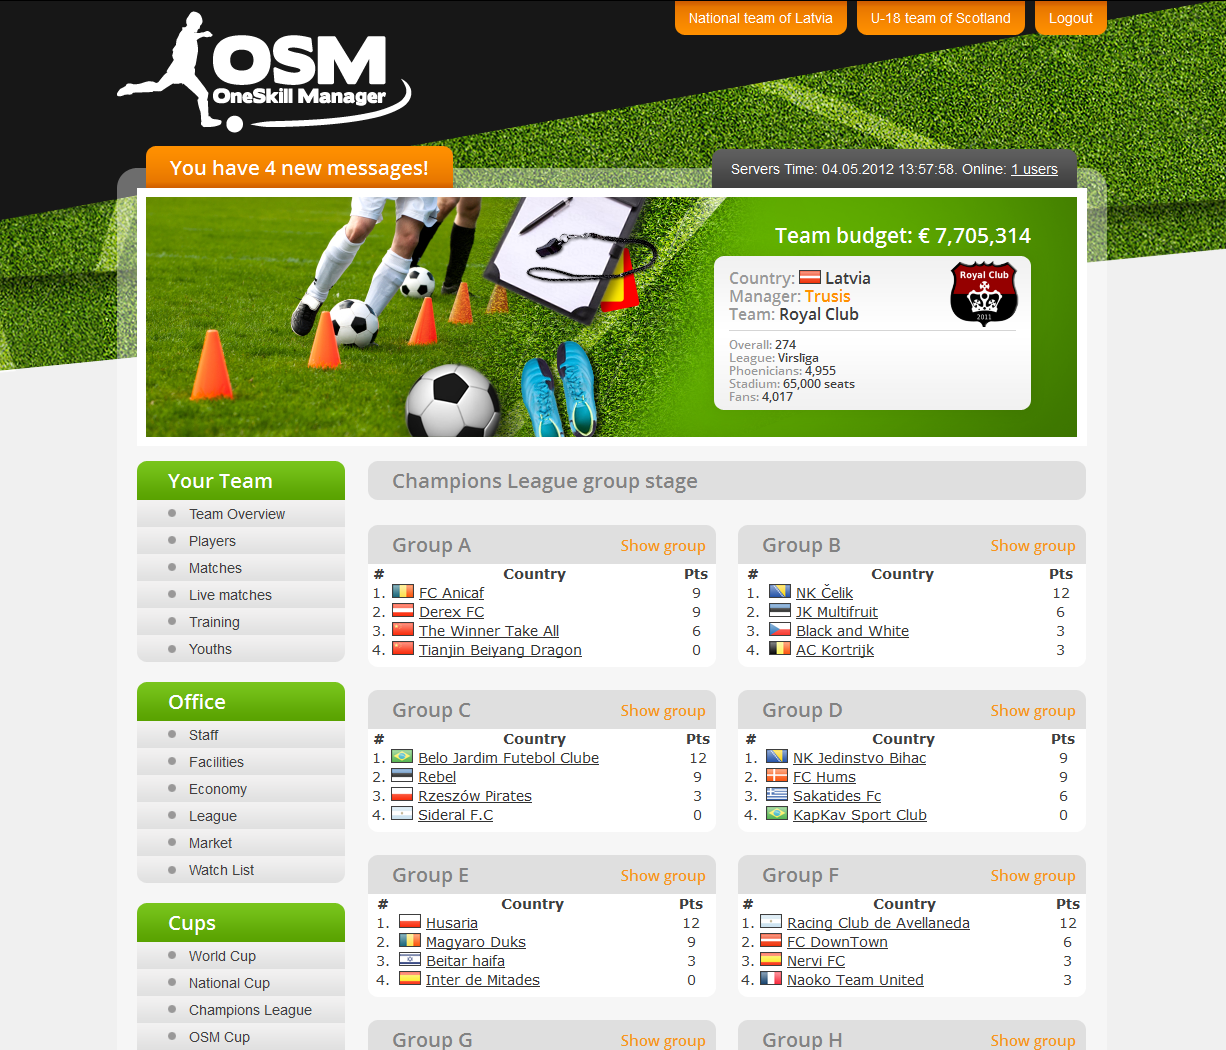 National team of Latvia
U-18 team of Scotland
Logout
OSM
OneSkill Manager
You have 4 new messages!
Servers Time: 04.05.2012 13:57:58. Online: 1 users
Team budget: € 7,705,314
Country: Latvia
Manager: Trusis
Team: Royal Club
Royal Club
2011
Overall: 274
League: Virslīga
Phoenicians: 4,955
Stadium: 65,000 seats
Fans: 4,017
Your Team
Team Overview
Players
Matches
Live matches
Training
Youths
Office
Staff
Facilities
Economy
League
Market
Watch List
Cups
World Cup
National Cup
Champions League
OSM Cup
Champions League group stage
Group A Show group
# Country Pts
1. FC Anicaf 9
2. Derex FC 9
3. The Winner Take All 6
4. Tianjin Beiyang Dragon 0
Group B Show group
# Country Pts
1. NK Čelik 12
2. JK Multifruit 6
3. Black and White 3
4. AC Kortrijk 3
Group C Show group
# Country Pts
1. Belo Jardim Futebol Clube 12
2. Rebel 9
3. Rzeszów Pirates 3
4. Sideral F.C 0
Group D Show group
# Country Pts
1. NK Jedinstvo Bihac 9
2. FC Hums 9
3. Sakatides Fc 6
4. KapKav Sport Club 0
Group E Show group
# Country Pts
1. Husaria 12
2. Magyaro Duks 9
3. Beitar haifa 3
4. Inter de Mitades 0
Group F Show group
# Country Pts
1. Racing Club de Avellaneda 12
2. FC DownTown 6
3. Nervi FC 3
4. Naoko Team United 3
Group G Show group
Group H Show group